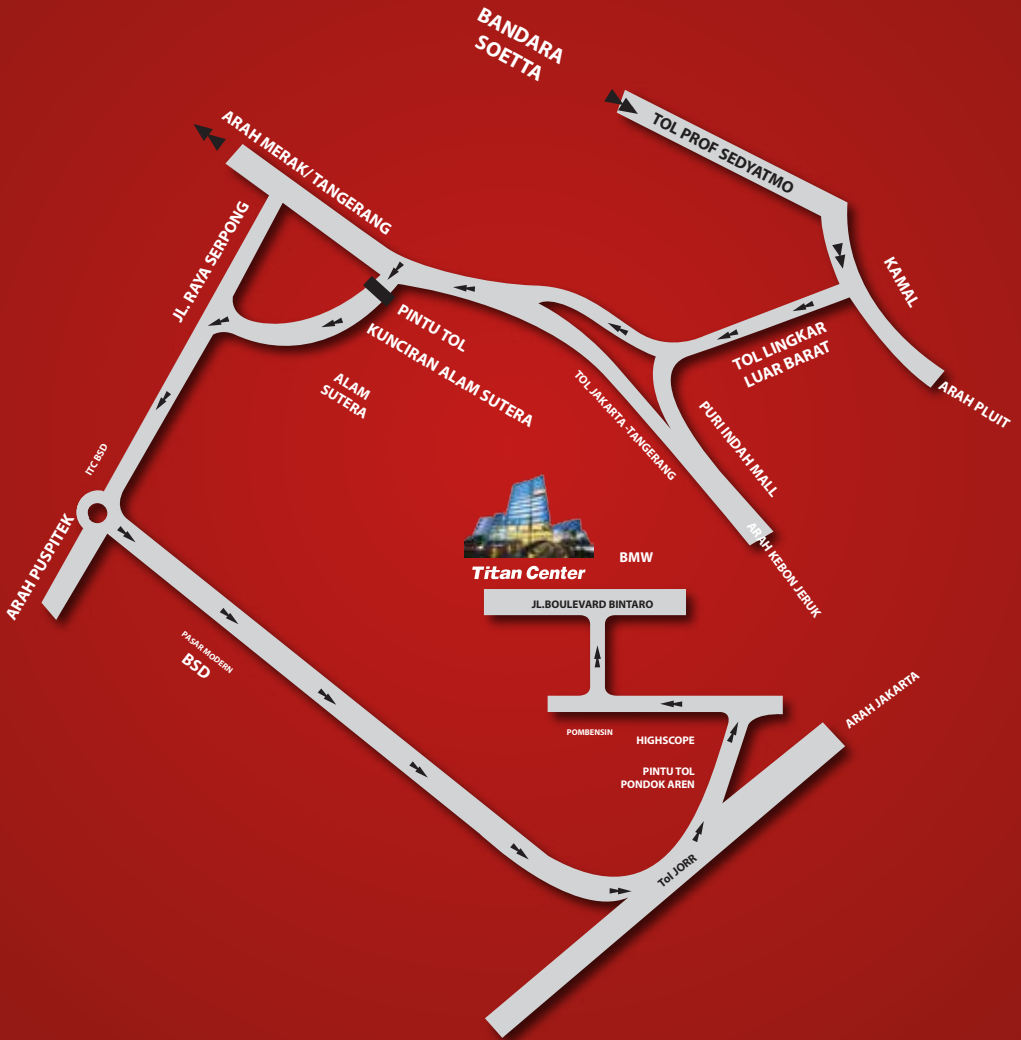 BANDARA
SOETTA
TOL PROF SEDYATMO
ARAH MERAK/ TANGERANG
JL. RAYA SERPONG
KAMAL
PINTU TOL
KUNCIRAN ALAM SUTERA
TOL LINGKAR
LUAR BARAT
ARAH PLUIT
ALAM
SUTERA
TOL JAKARTA -TANGERANG
PURI INDAH MALL
ITC BSD
ARAH PUSPITEK
ARAH KEBON JERUK
Titan Center
BMW
JL.BOULEVARD BINTARO
PASAR MODERN
BSD
ARAH JAKARTA
POMBENSIN
HIGHSCOPE
PINTU TOL
PONDOK AREN
Tol JORR